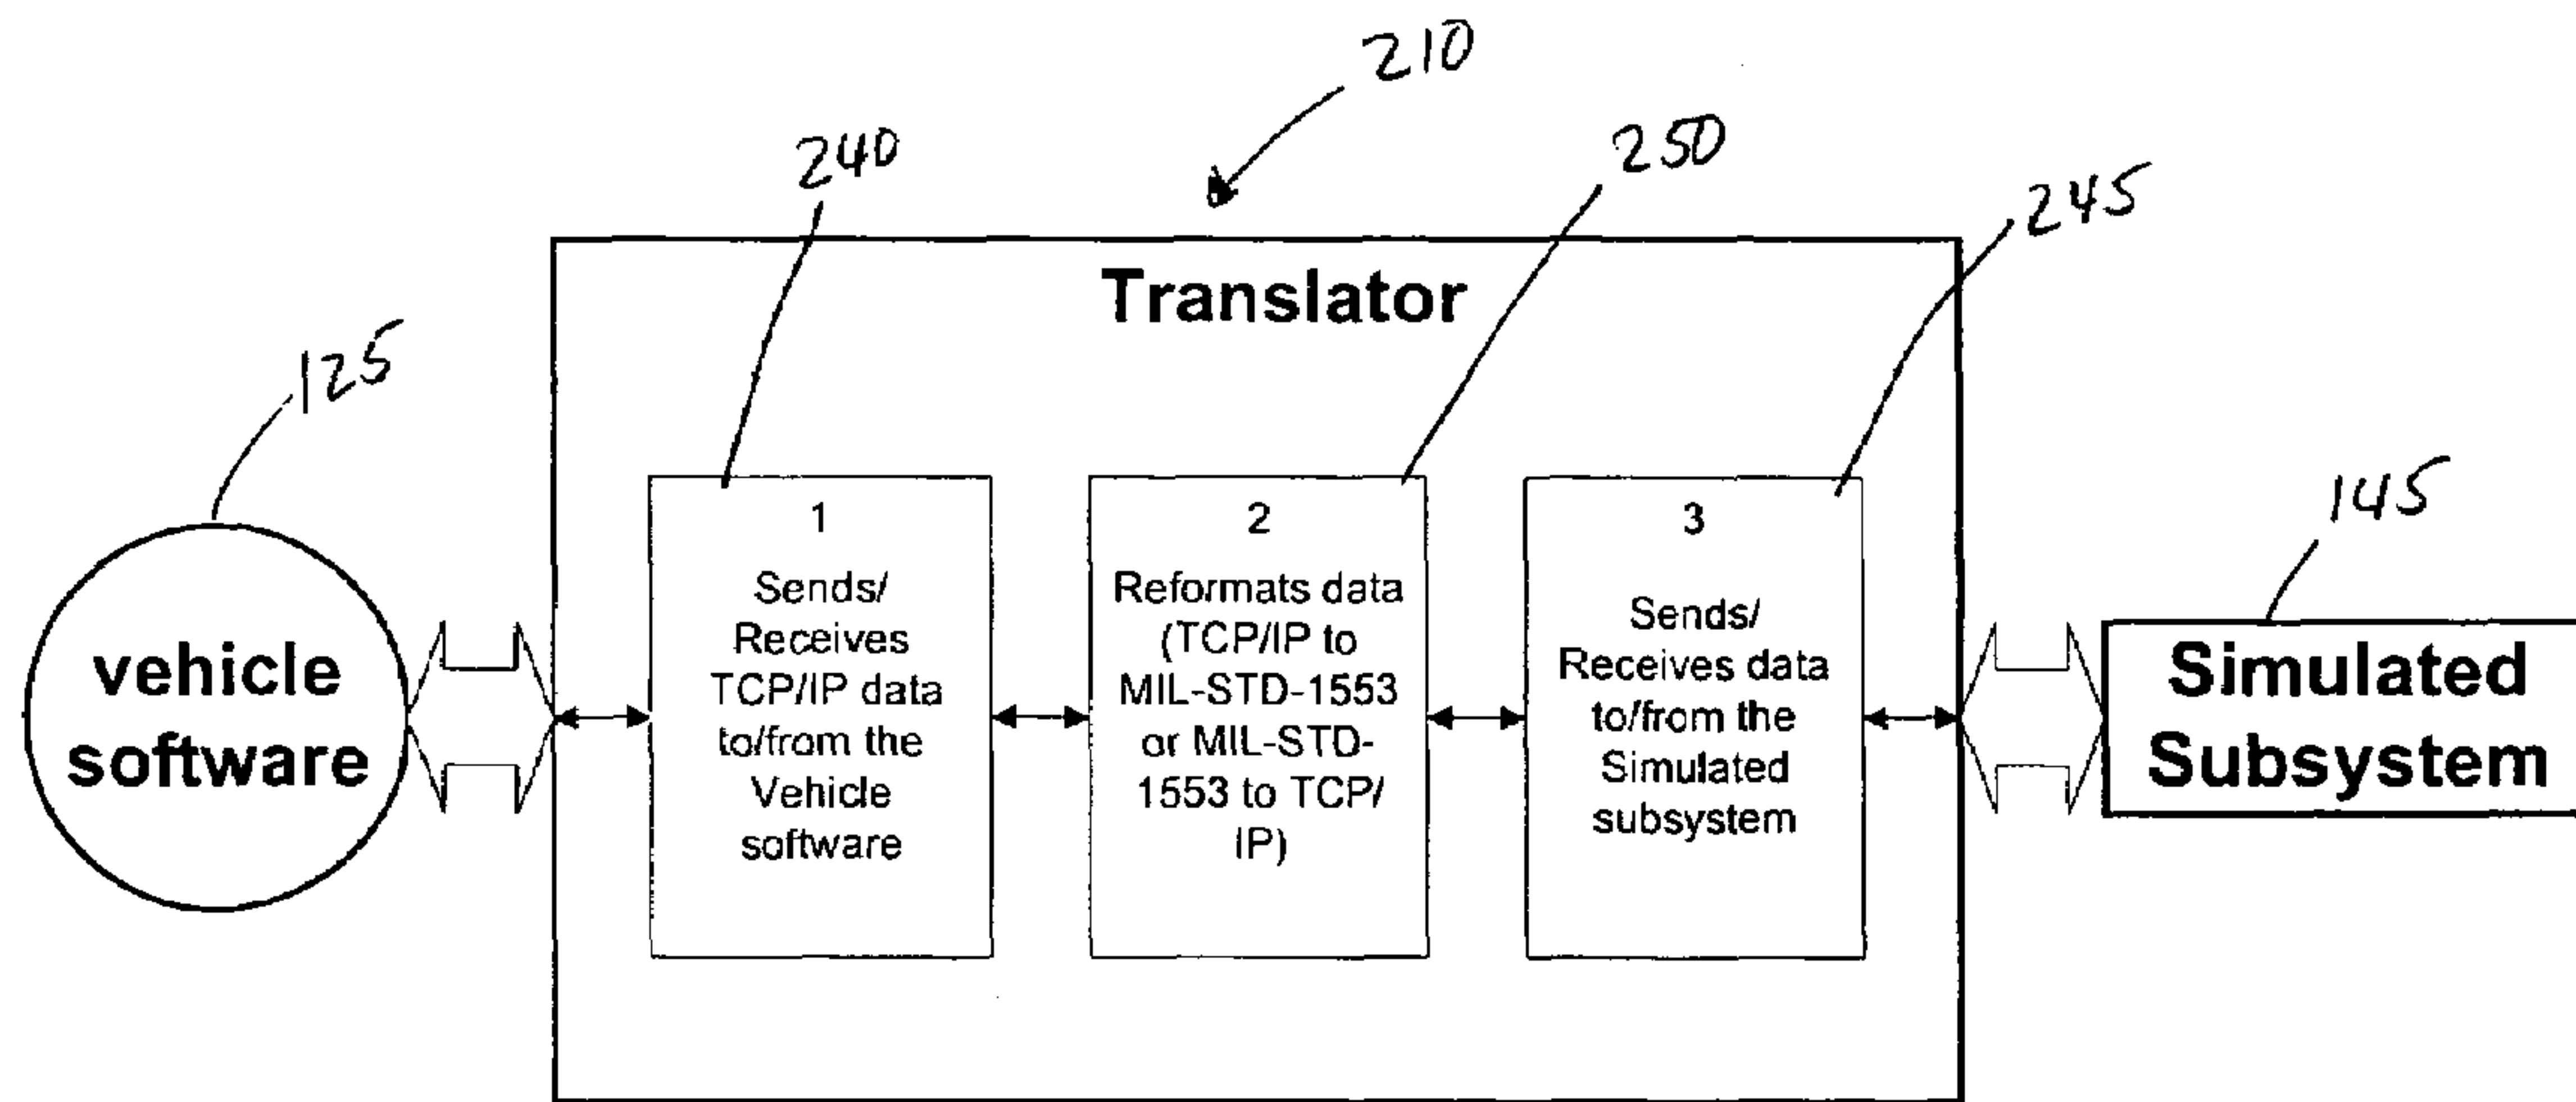 210
240
250
245
Translator
125
145
1
Sends/
Receives
TCP/IP data
to/from the
Vehicle
software
2
Reformats data
(TCP/IP to
MIL-STD-1553
or MIL-STD-
1553 to TCP/
IP)
3
Sends/
Receives data
to/from the
Simulated
subsystem
vehicle
software
Simulated
Subsystem